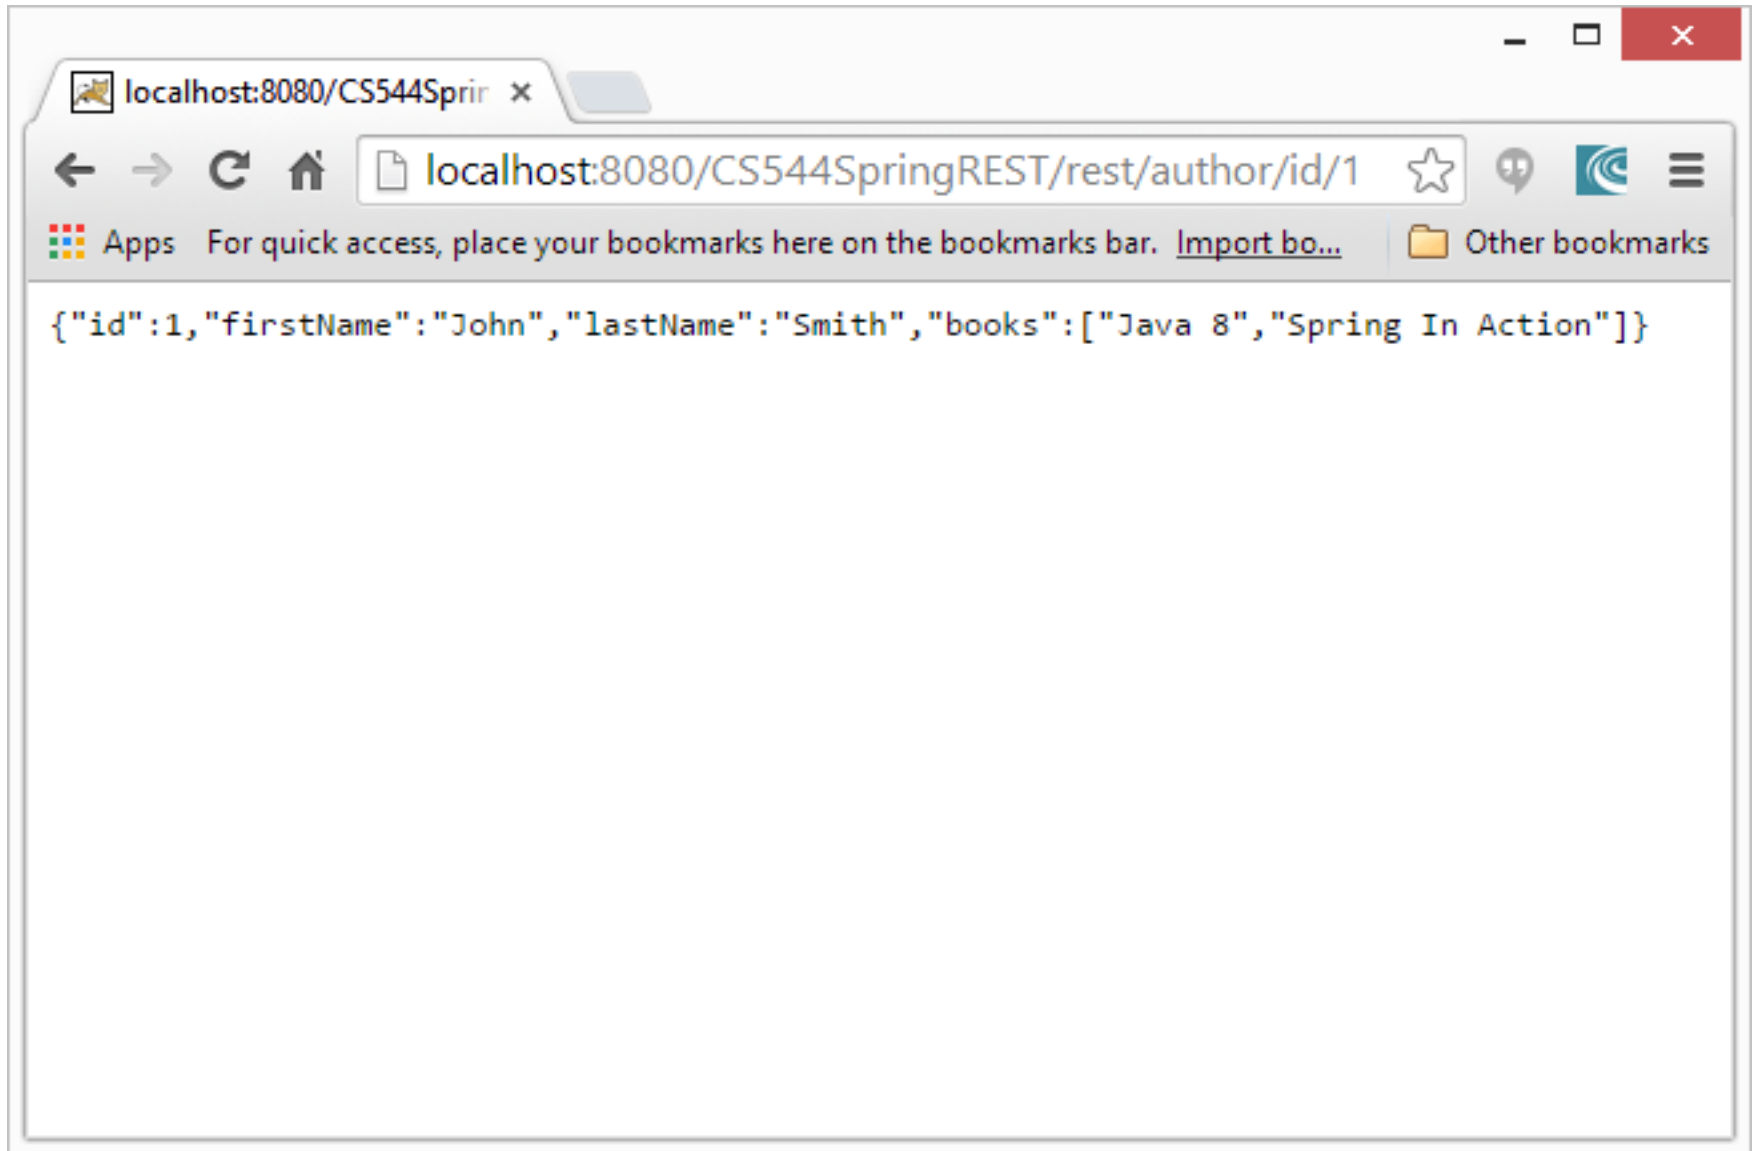 localhost:8080/CS544Sprin
localhost:8080/CS544SpringREST/rest/author/id/1
Apps For quick access, place your bookmarks here on the bookmarks bar. Import bo... Other bookmarks
{"id":1,"firstName":"John","lastName":"Smith","books":["Java 8","Spring In Action"]}